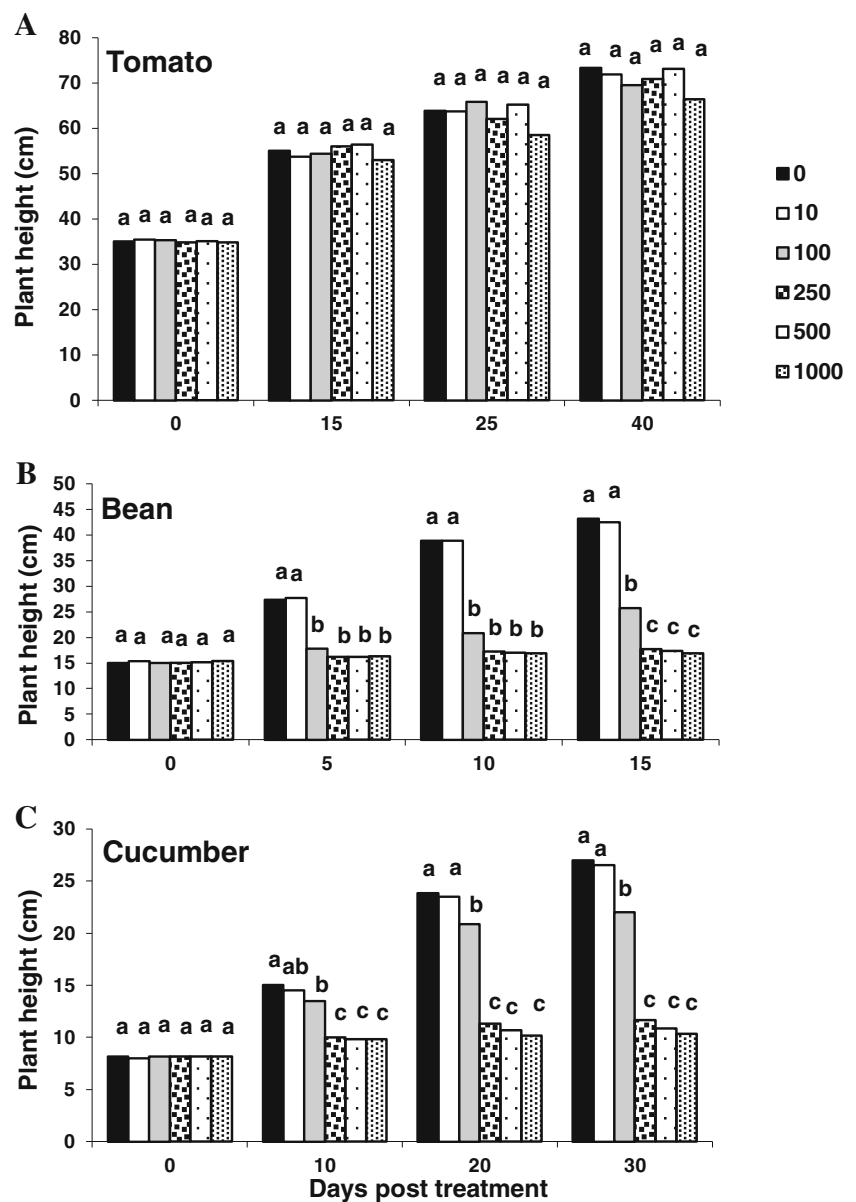 A
Tomato
Plant height (cm)
80
70
60
50
40
30
20
10
0
a a a a a a
a a a a a a
a a a a a a
a a a a a a
0 15 25 40
0
10
100
250
500
1000
B
Bean
Plant height (cm)
50
45
40
35
30
25
20
15
10
5
0
a a a a a a
a a b b b b
a a b b b b
a a b c c c
0 5 10 15
C
Cucumber
Plant height (cm)
30
25
20
15
10
5
0
a a a a a a
a ab b c c c
a a b c c c
a a b c c c
0 10 20 30
Days post treatment